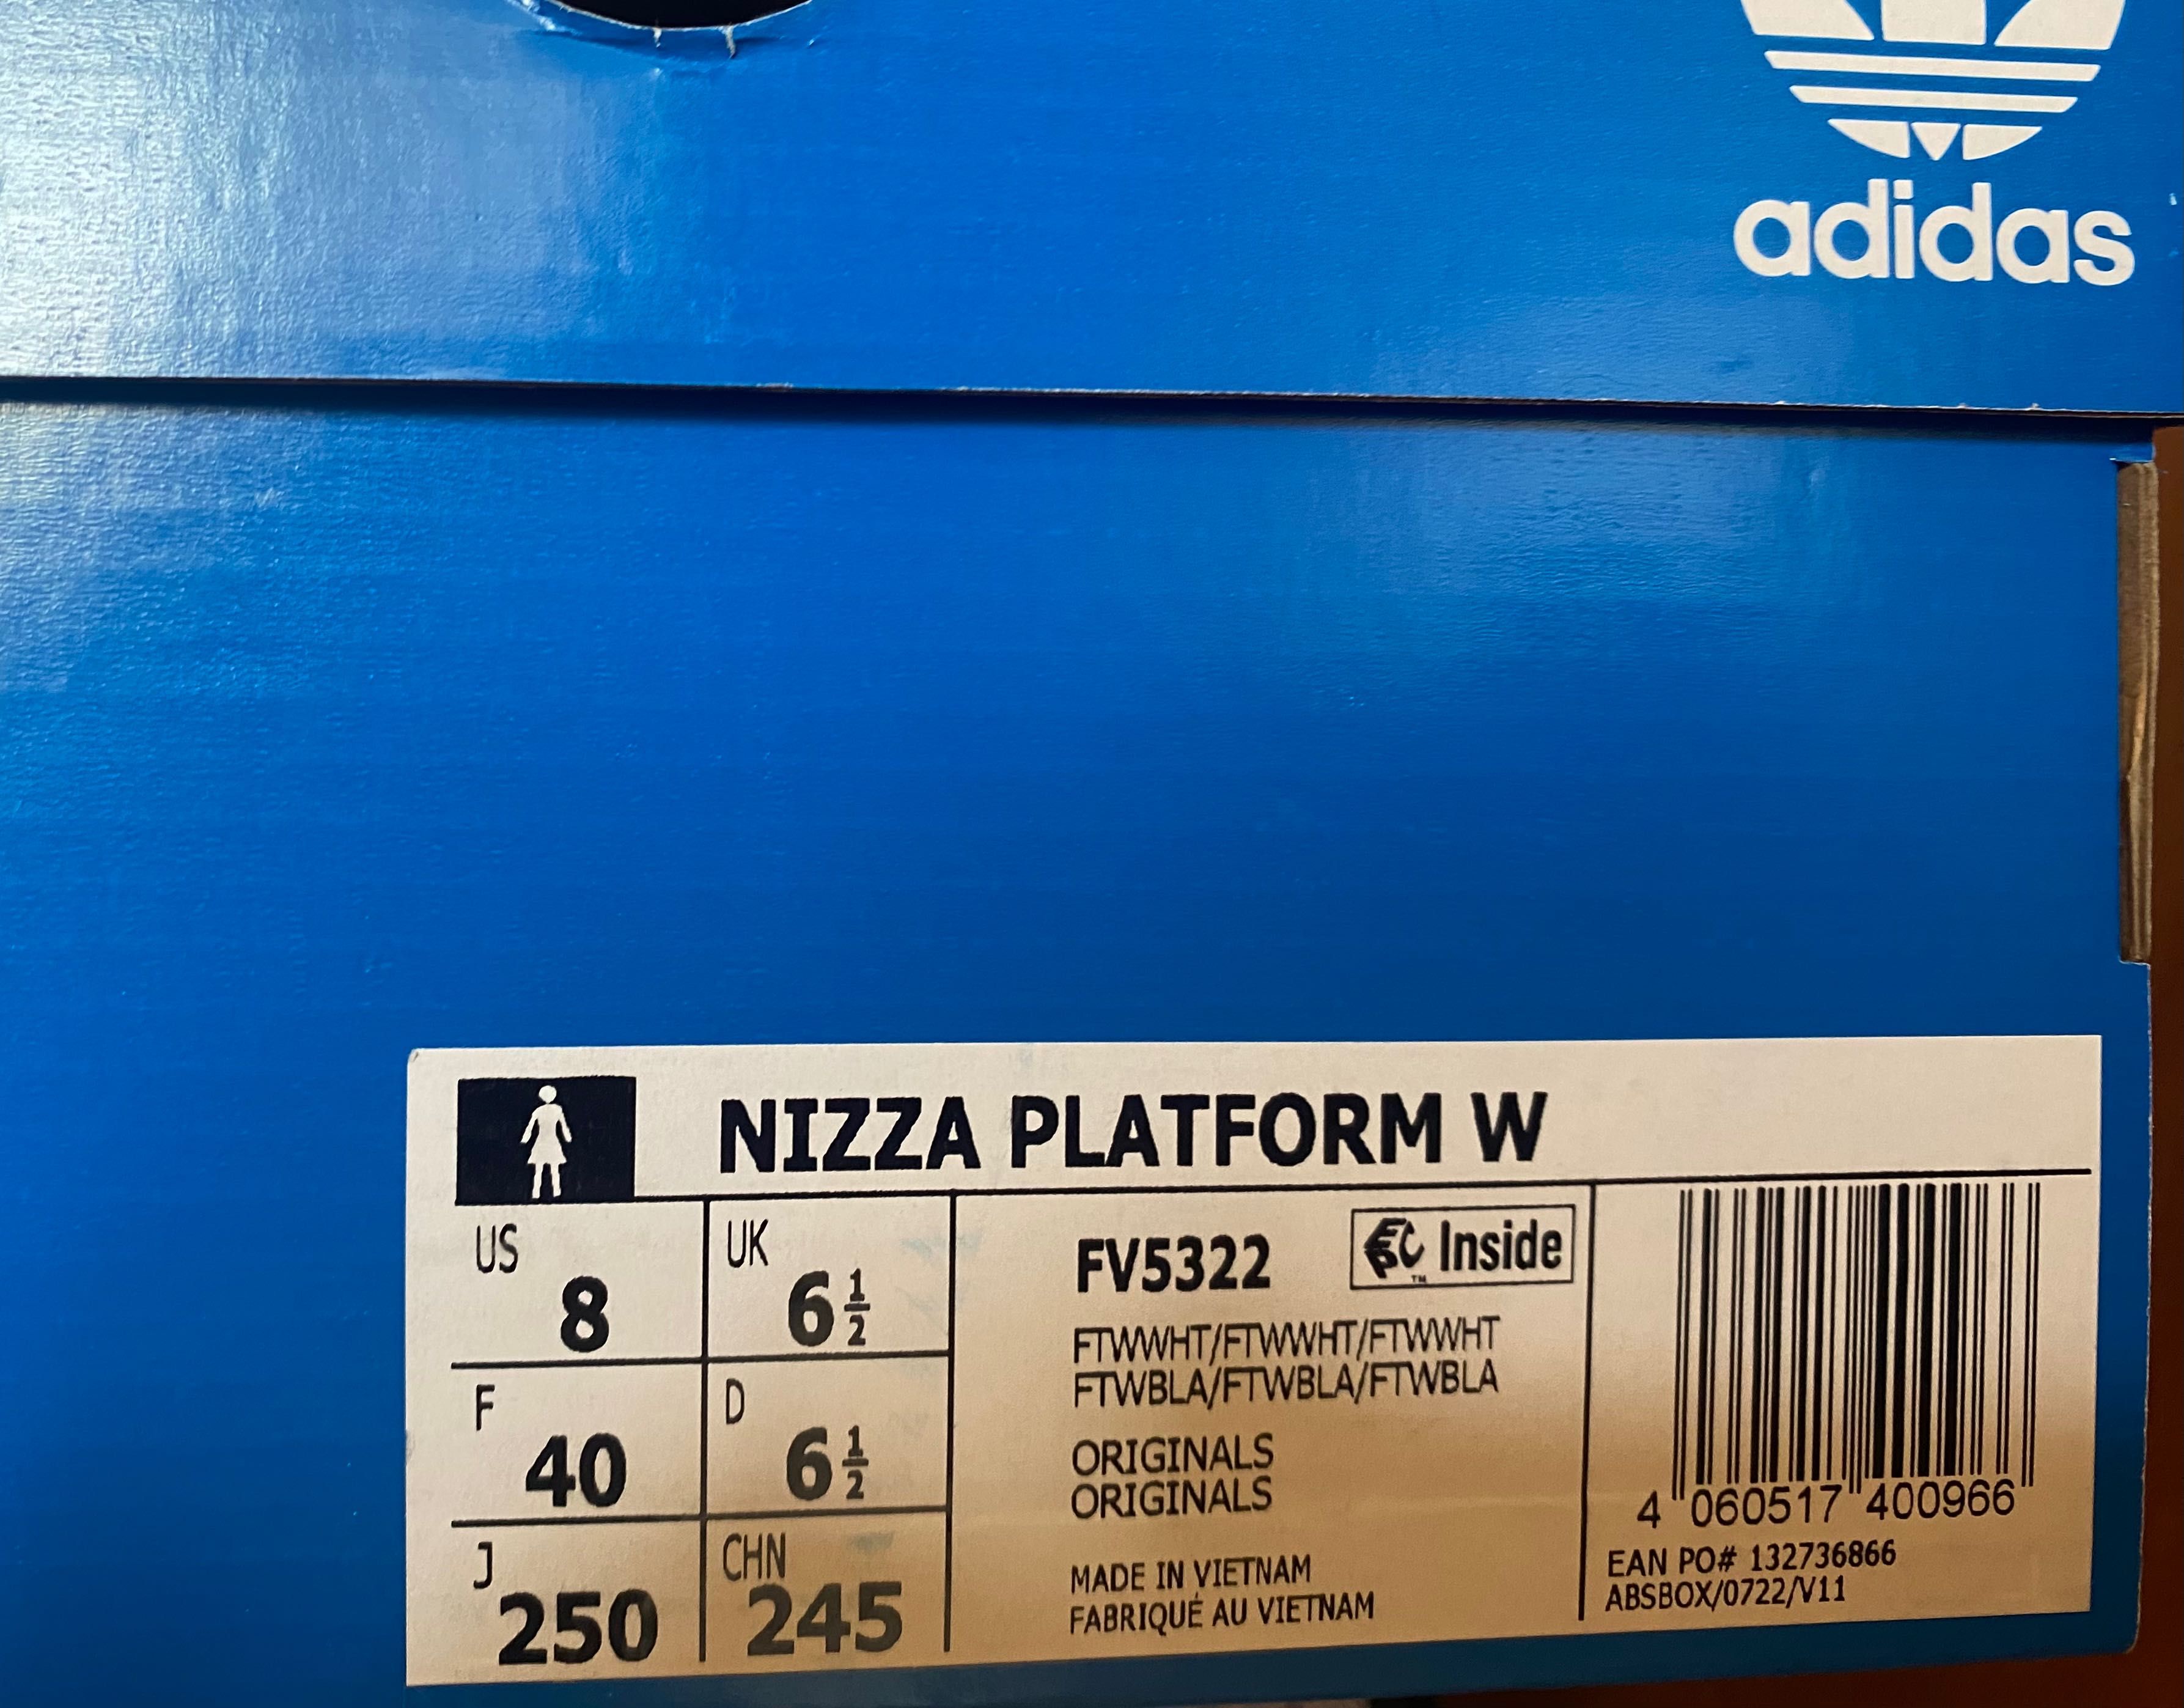 adidas
NIZZA PLATFORM W
US
8
UK
6 1/2
F
40
D
6 1/2
J
250
CHN
245
FV5322
EPC Inside
™
FTWWHT/FTWWHT/FTWWHT
FTWBLA/FTWBLA/FTWBLA
ORIGINALS
ORIGINALS
MADE IN VIETNAM
FABRIQUÉ AU VIETNAM
4 060517 400966
EAN PO# 132736866
ABSBOX/0722/V11